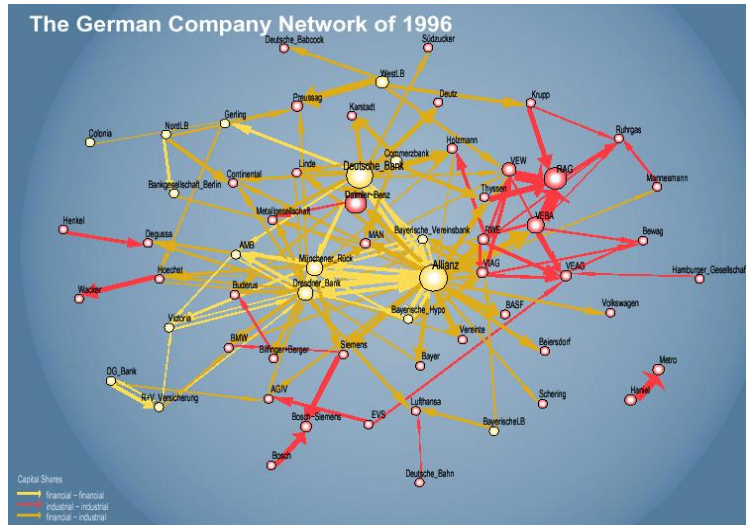 The German Company Network of 1996
Deutsche_Babcock
Südzucker
WestLB
Preussag
Deutz
Krupp
Karstadt
Gerling
NordLB
Colonia
Ruhrgas
Holzmann
Commerzbank
VEW
RAG
Linde
Deutsche_Bank
Continental
Bankgesellschaft_Berlin
Thyssen
Mannesmann
Daimler-Benz
Metallgesellschaft
VEBA
Henkel
Degussa
MAN
Bayerische_Vereinsbank
RWE
Bewag
AMB
Münchener_Rück
Allianz
VIAG
VEAG
Hamburger_Gesellschaf
Hoechst
Wacker
Buderus
Dresdner_Bank
Bayerische_Hypo
BASF
Volkswagen
Victoria
Vereinte
BMW
Bilfinger-Berger
Siemens
Bayer
Beiersdorf
Metro
DG_Bank
R+V_Versicherung
AGIV
Lufthansa
Schering
Haniel
Bosch-Siemens
EVS
BayerischeLB
Bosch
Deutsche_Bahn
Capital Shares
financial - financial
industrial - industrial
financial - industrial